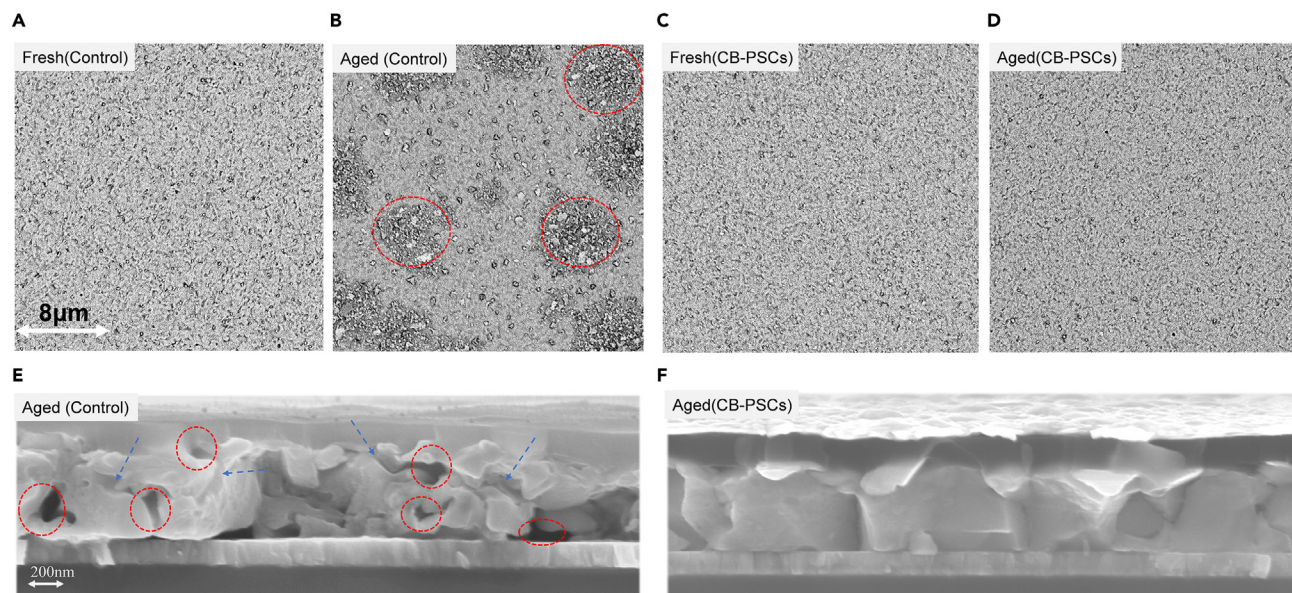 A
B
C
D
Fresh(Control)
Aged (Control)
Fresh(CB-PSCs)
Aged(CB-PSCs)
8μm
E
F
Aged (Control)
Aged(CB-PSCs)
200nm